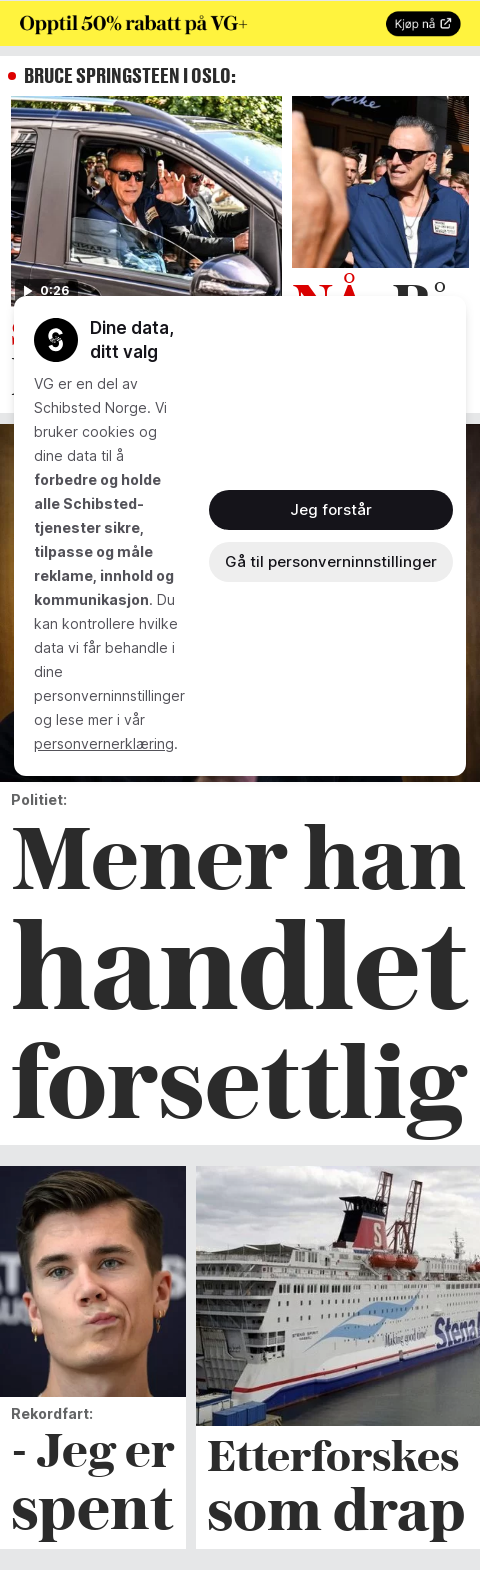 Opptil 50% rabatt på VG+
Kjøp nå
BRUCE SPRINGSTEEN I OSLO:
0:26
Dine data,
ditt valg
VG er en del av
Schibsted Norge. Vi
bruker cookies og
dine data til å
forbedre og holde
alle Schibsted-
tjenester sikre,
tilpasse og måle
reklame, innhold og
kommunikasjon. Du
kan kontrollere hvilke
data vi får behandle i
dine
personverninnstillinger
og lese mer i vår
personvernerklæring.
Jeg forstår
Gå til personverninnstillinger
Politiet:
Mener han
handlet
forsettlig
S
Making good time!
Stena
STENA SPIRIT
Rekordfart:
- Jeg er
spent
Etterforskes
som drap